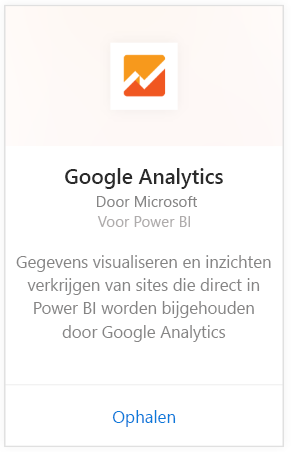 Google Analytics
Door Microsoft
Voor Power BI
Gegevens visualiseren en inzichten
verkrijgen van sites die direct in
Power BI worden bijgehouden
door Google Analytics
Ophalen